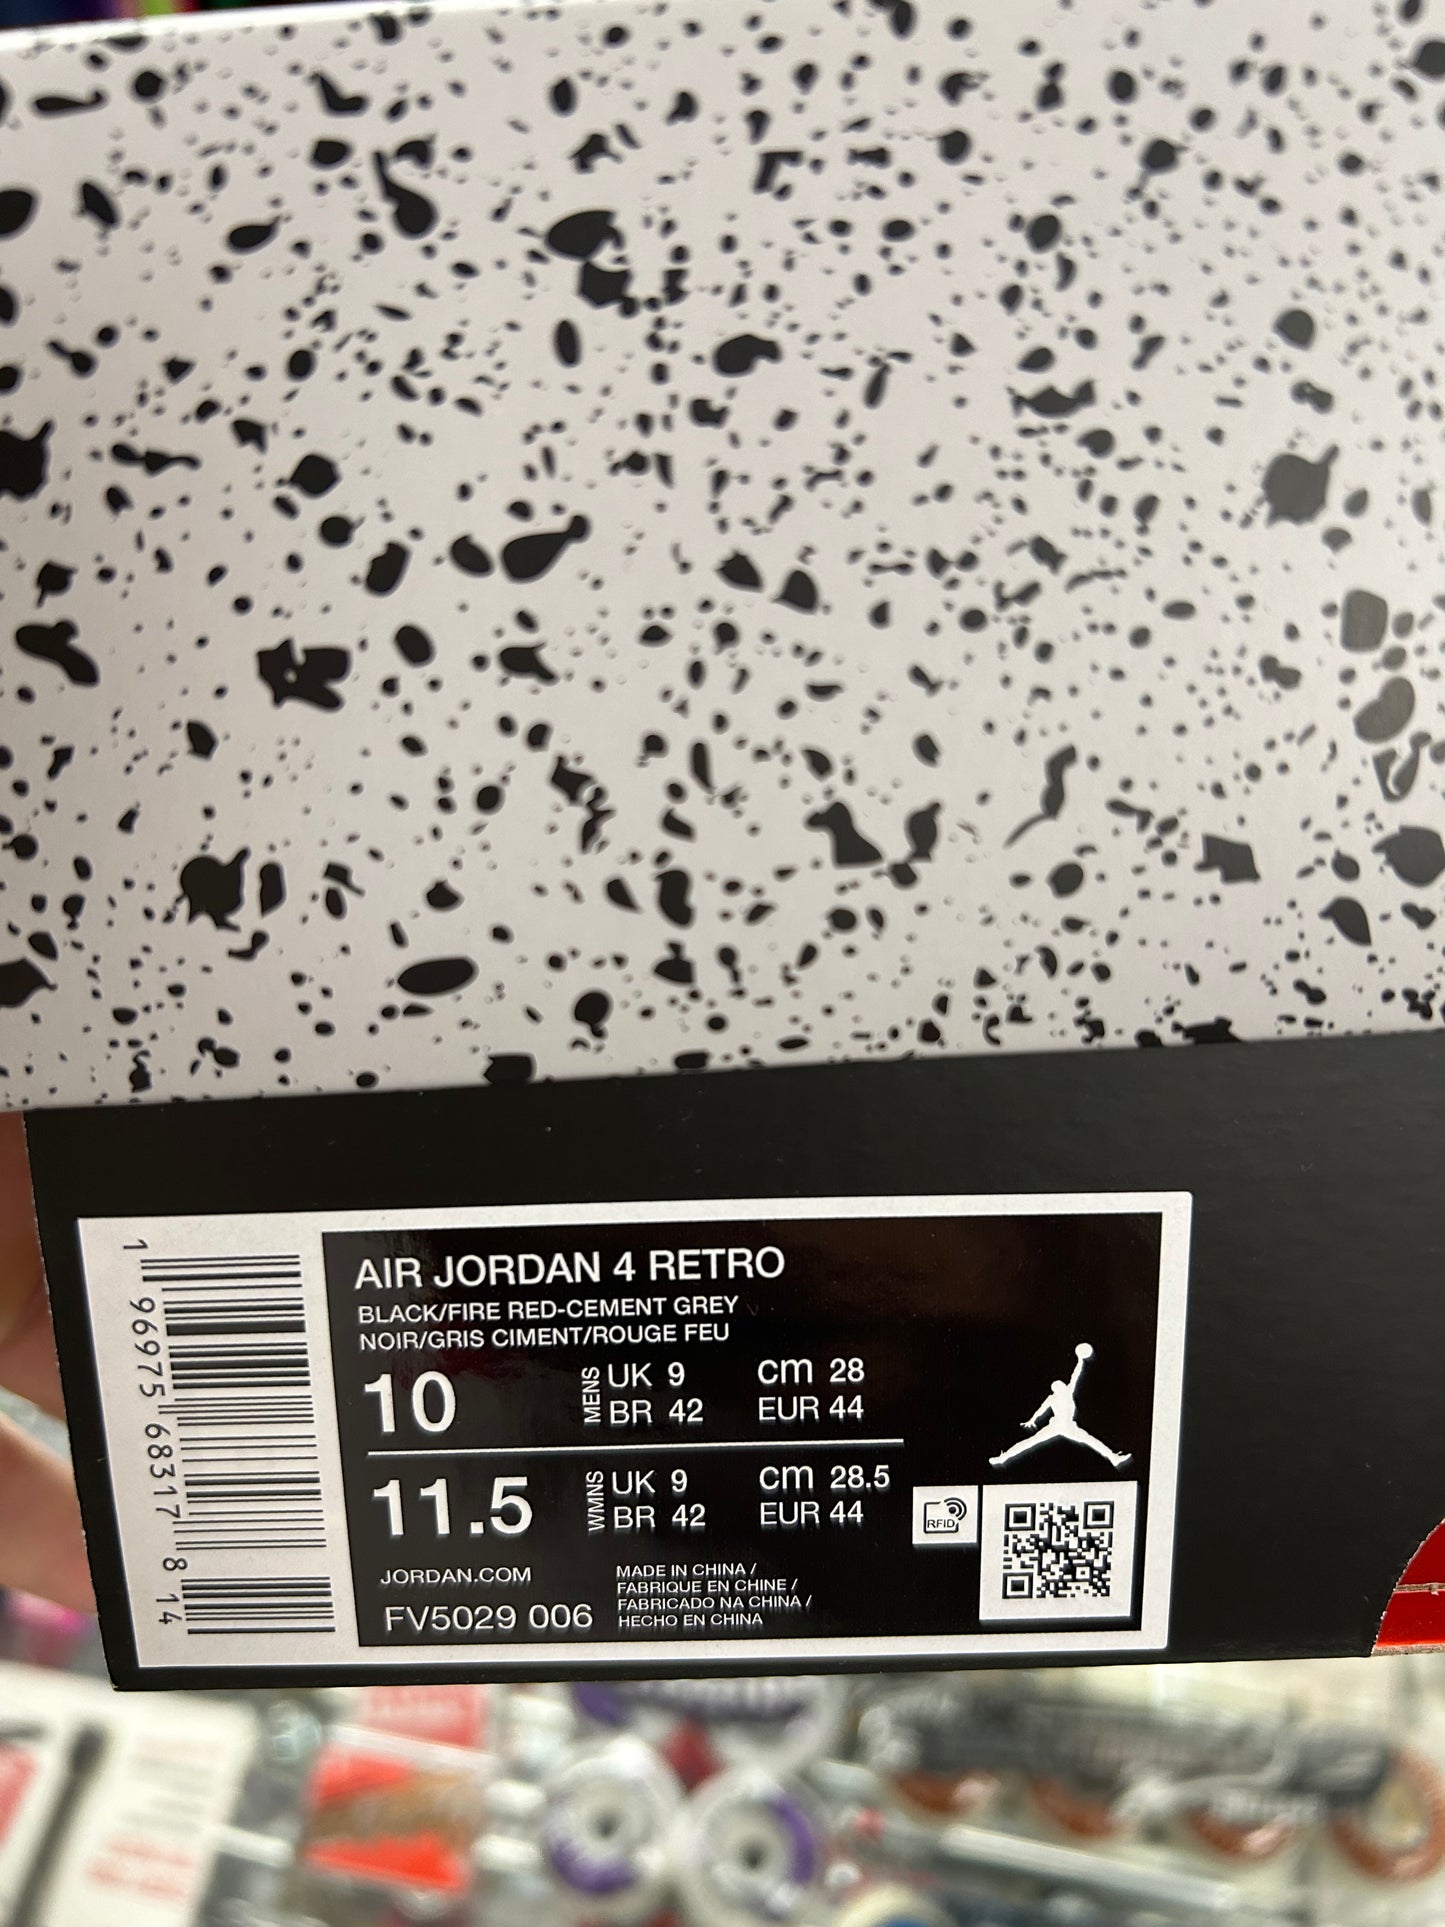 AIR JORDAN 4 RETRO
BLACK/FIRE RED-CEMENT GREY
NOIR/GRIS CIMENT/ROUGE FEU
10
MENS
UK 9
cm 28
BR 42
EUR 44
11.5
WMNS
UK 9
cm 28.5
BR 42
EUR 44
RFID
JORDAN.COM
FV5029 006
MADE IN CHINA /
FABRIQUE EN CHINE /
FABRICADO NA CHINA /
HECHO EN CHINA
1 96975 68317 8 14